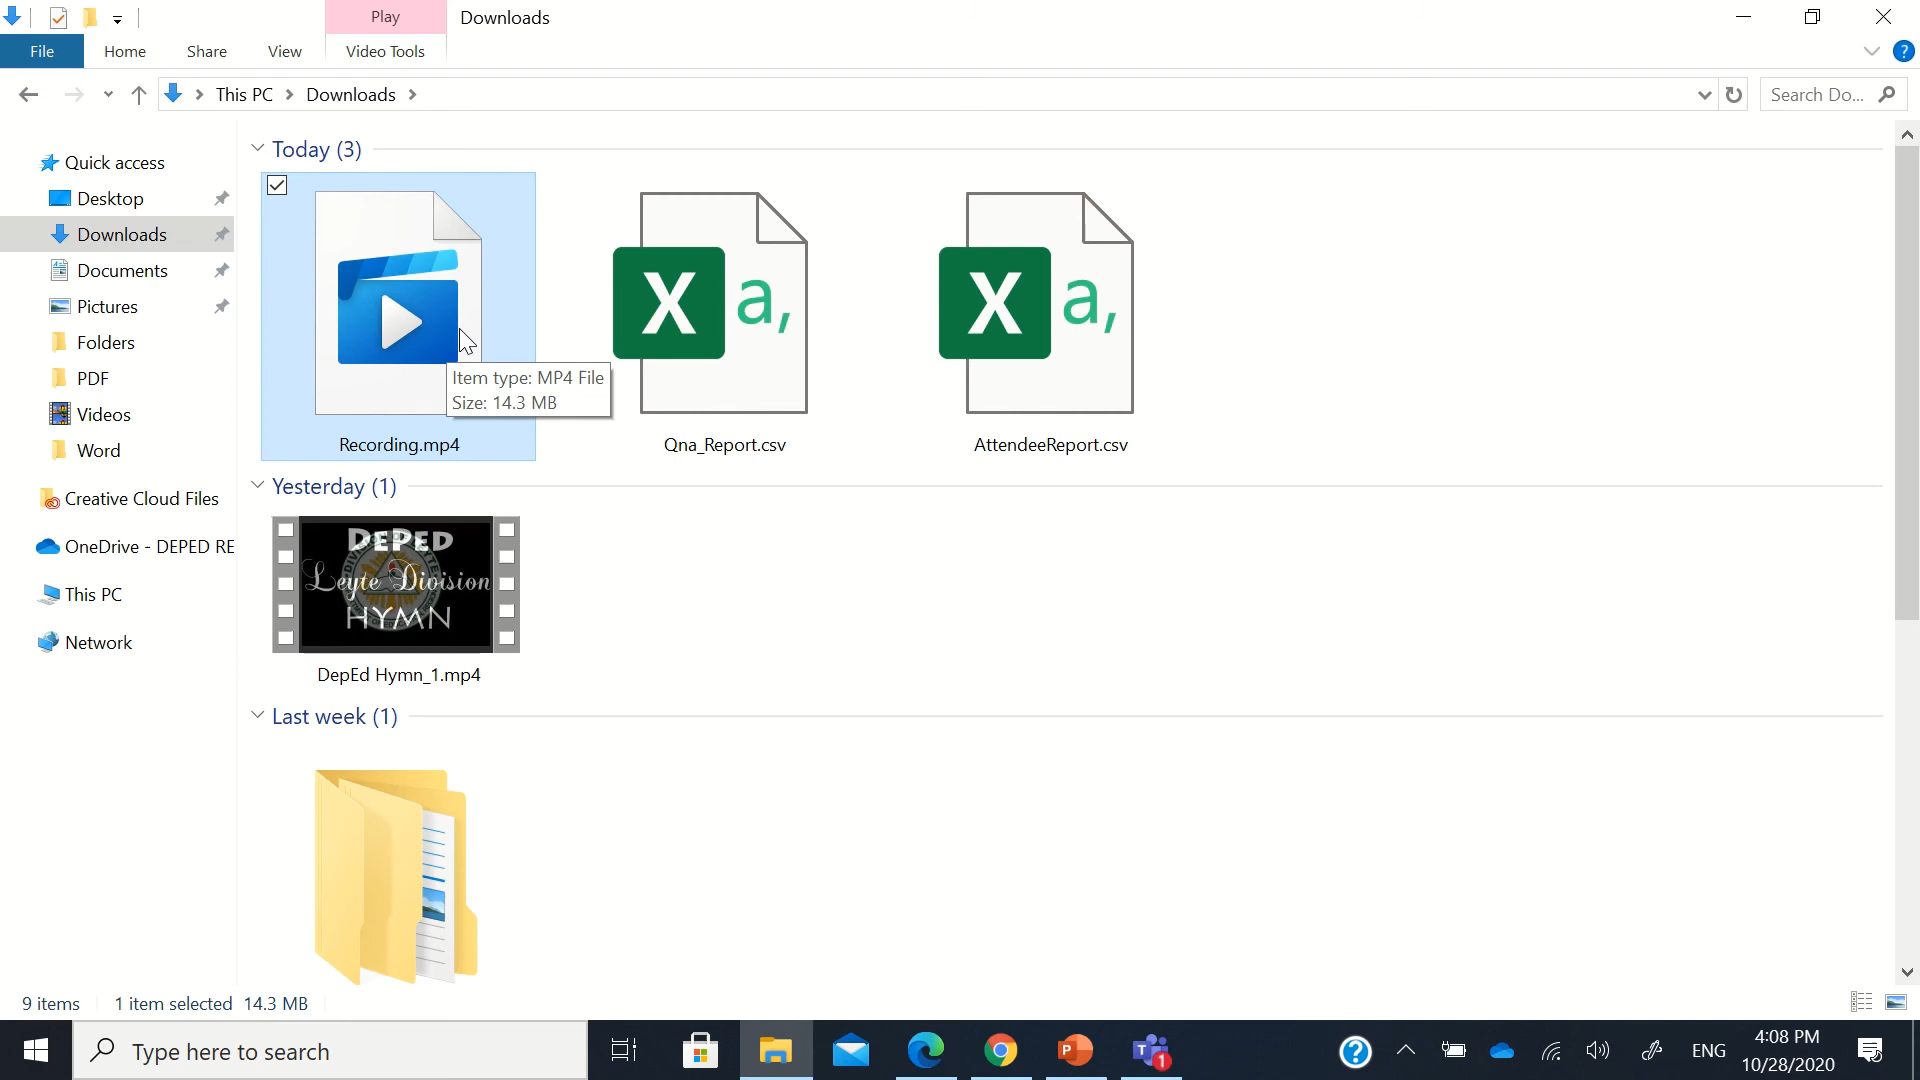 Play
Downloads
File
Home
Share
View
Video Tools
?
This PC
Downloads
Search Do...
Quick access
Desktop
Downloads
Documents
Pictures
Folders
PDF
Videos
Word
Creative Cloud Files
OneDrive - DEPED RE
This PC
Network
Today (3)
X a,
X a,
Item type: MP4 File
Size: 14.3 MB
Recording.mp4
Qna_Report.csv
AttendeeReport.csv
Yesterday (1)
DEPED
Leyte Division
HYMN
DepEd Hymn_1.mp4
Last week (1)
9 items
1 item selected 14.3 MB
Type here to search
P
T
1
?
ENG
4:08 PM
10/28/2020